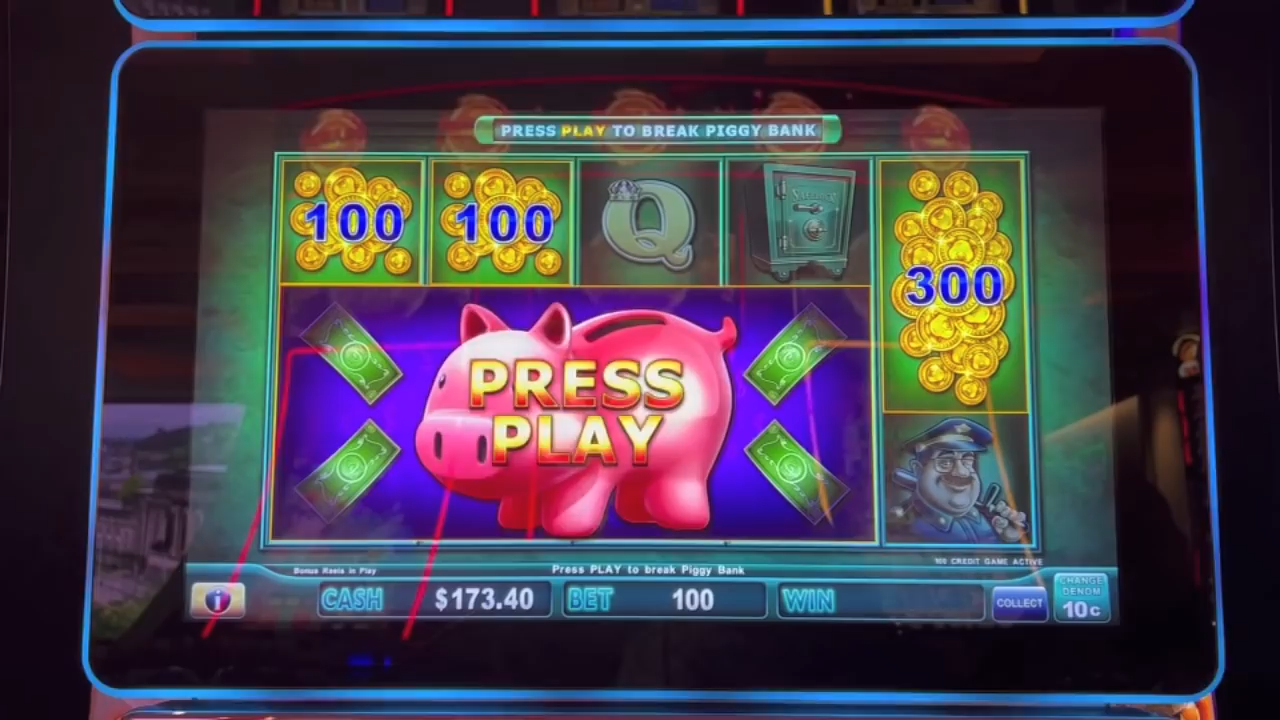 PRESS PLAY TO BREAK PIGGY BANK
100
100
Q
300
PRESS
PLAY
Bonus Reels in Play
Press PLAY to break Piggy Bank
100 CREDIT GAME ACTIVE
i
CASH
$173.40
BET
100
WIN
COLLECT
CHANGE
DENOM
10¢